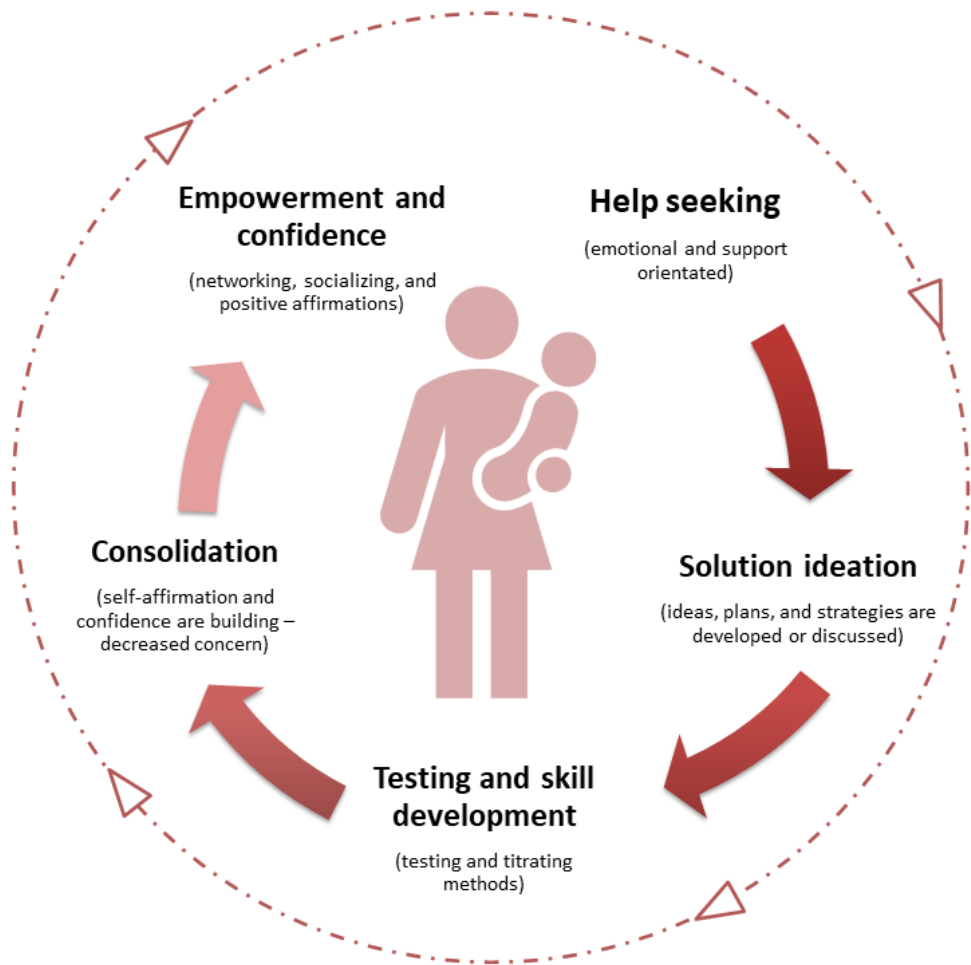 Empowerment and
confidence
(networking, socializing, and
positive affirmations)
Help seeking
(emotional and support
orientated)
Solution ideation
(ideas, plans, and strategies are
developed or discussed)
Testing and skill
development
(testing and titrating
methods)
Consolidation
(self-affirmation and
confidence are building –
decreased concern)